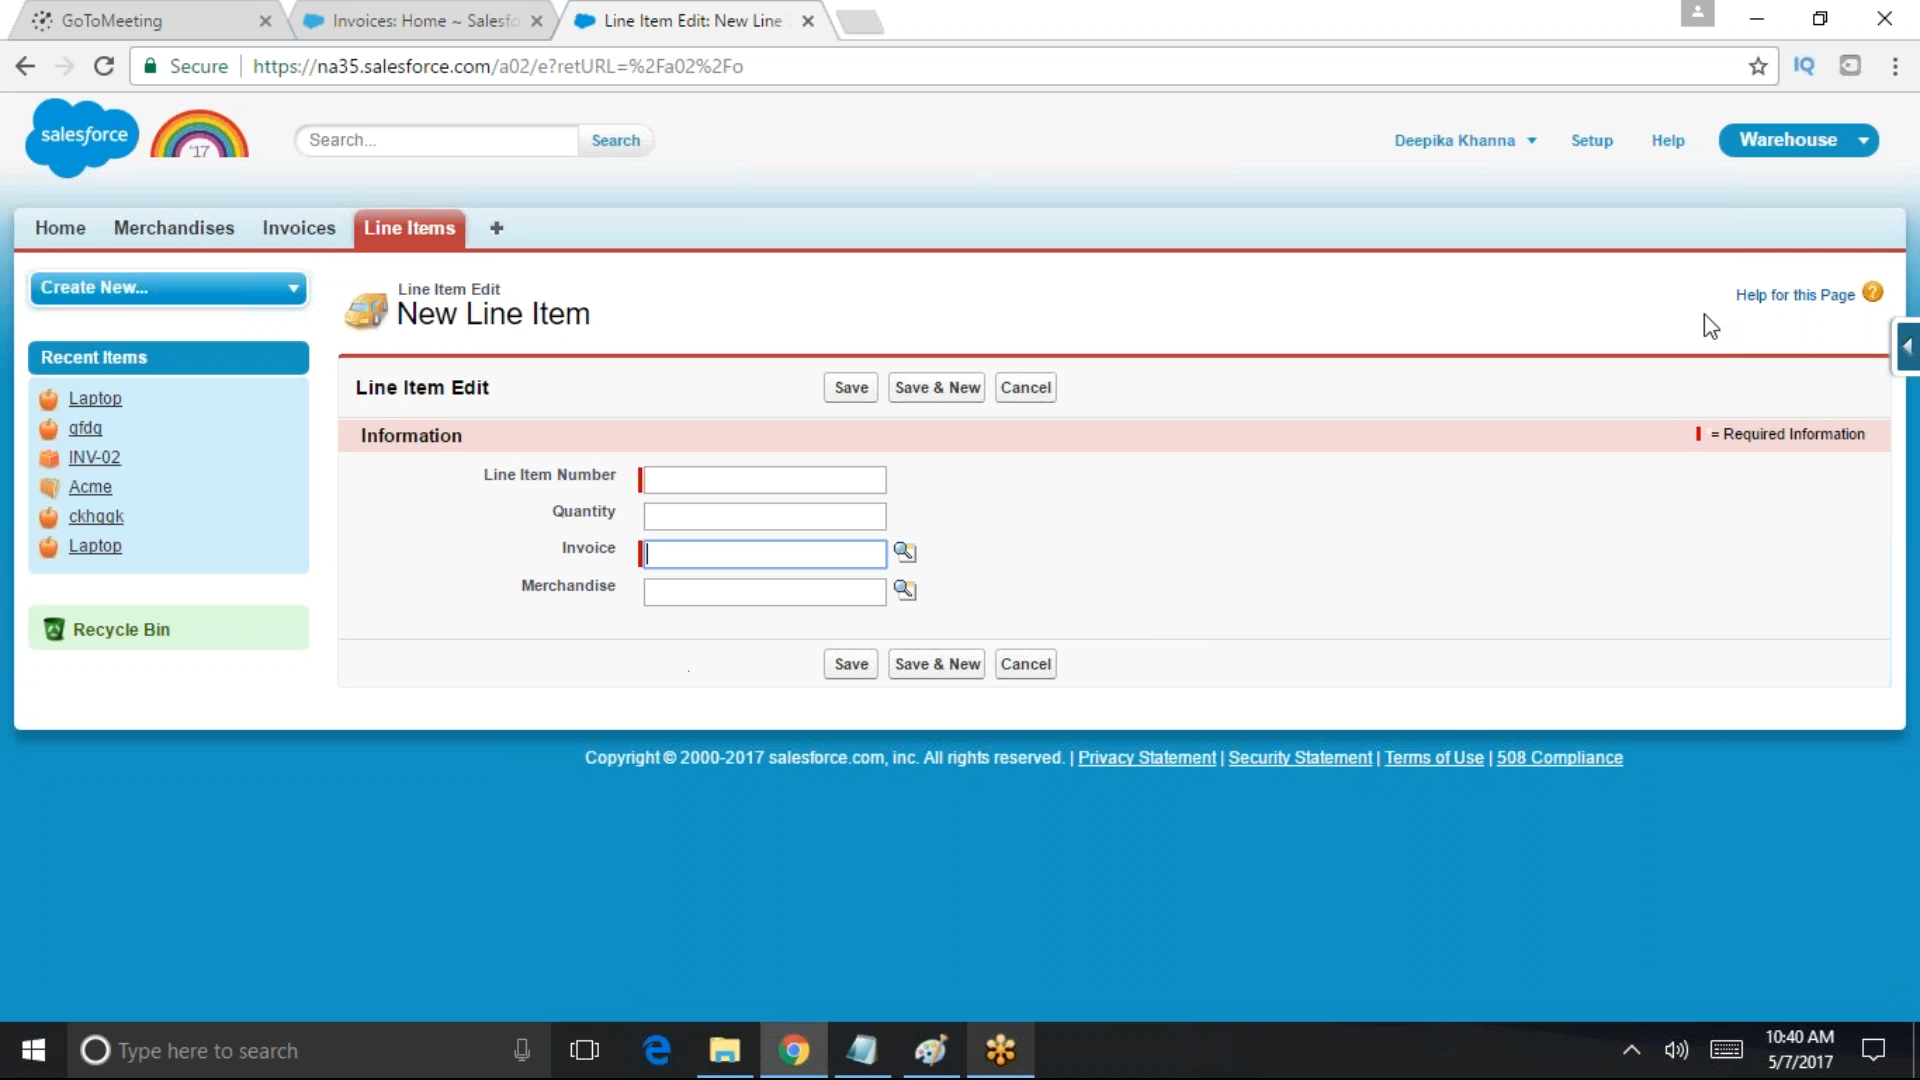 GoToMeeting
Invoices: Home ~ Salesfo
Line Item Edit: New Line
Secure
https://na35.salesforce.com/a02/e?retURL=%2Fa02%2Fo
IQ
salesforce
'17
Search...
Search
Deepika Khanna
Setup
Help
Warehouse
Home
Merchandises
Invoices
Line Items
+
Create New...
Line Item Edit
New Line Item
Help for this Page
?
Recent Items
Laptop
gfdg
INV-02
Acme
ckhggk
Laptop
Recycle Bin
Line Item Edit
Save
Save & New
Cancel
Information
= Required Information
Line Item Number
Quantity
Invoice
Merchandise
Save
Save & New
Cancel
Copyright © 2000-2017 salesforce.com, inc. All rights reserved. | Privacy Statement | Security Statement | Terms of Use | 508 Compliance
Type here to search
10:40 AM
5/7/2017